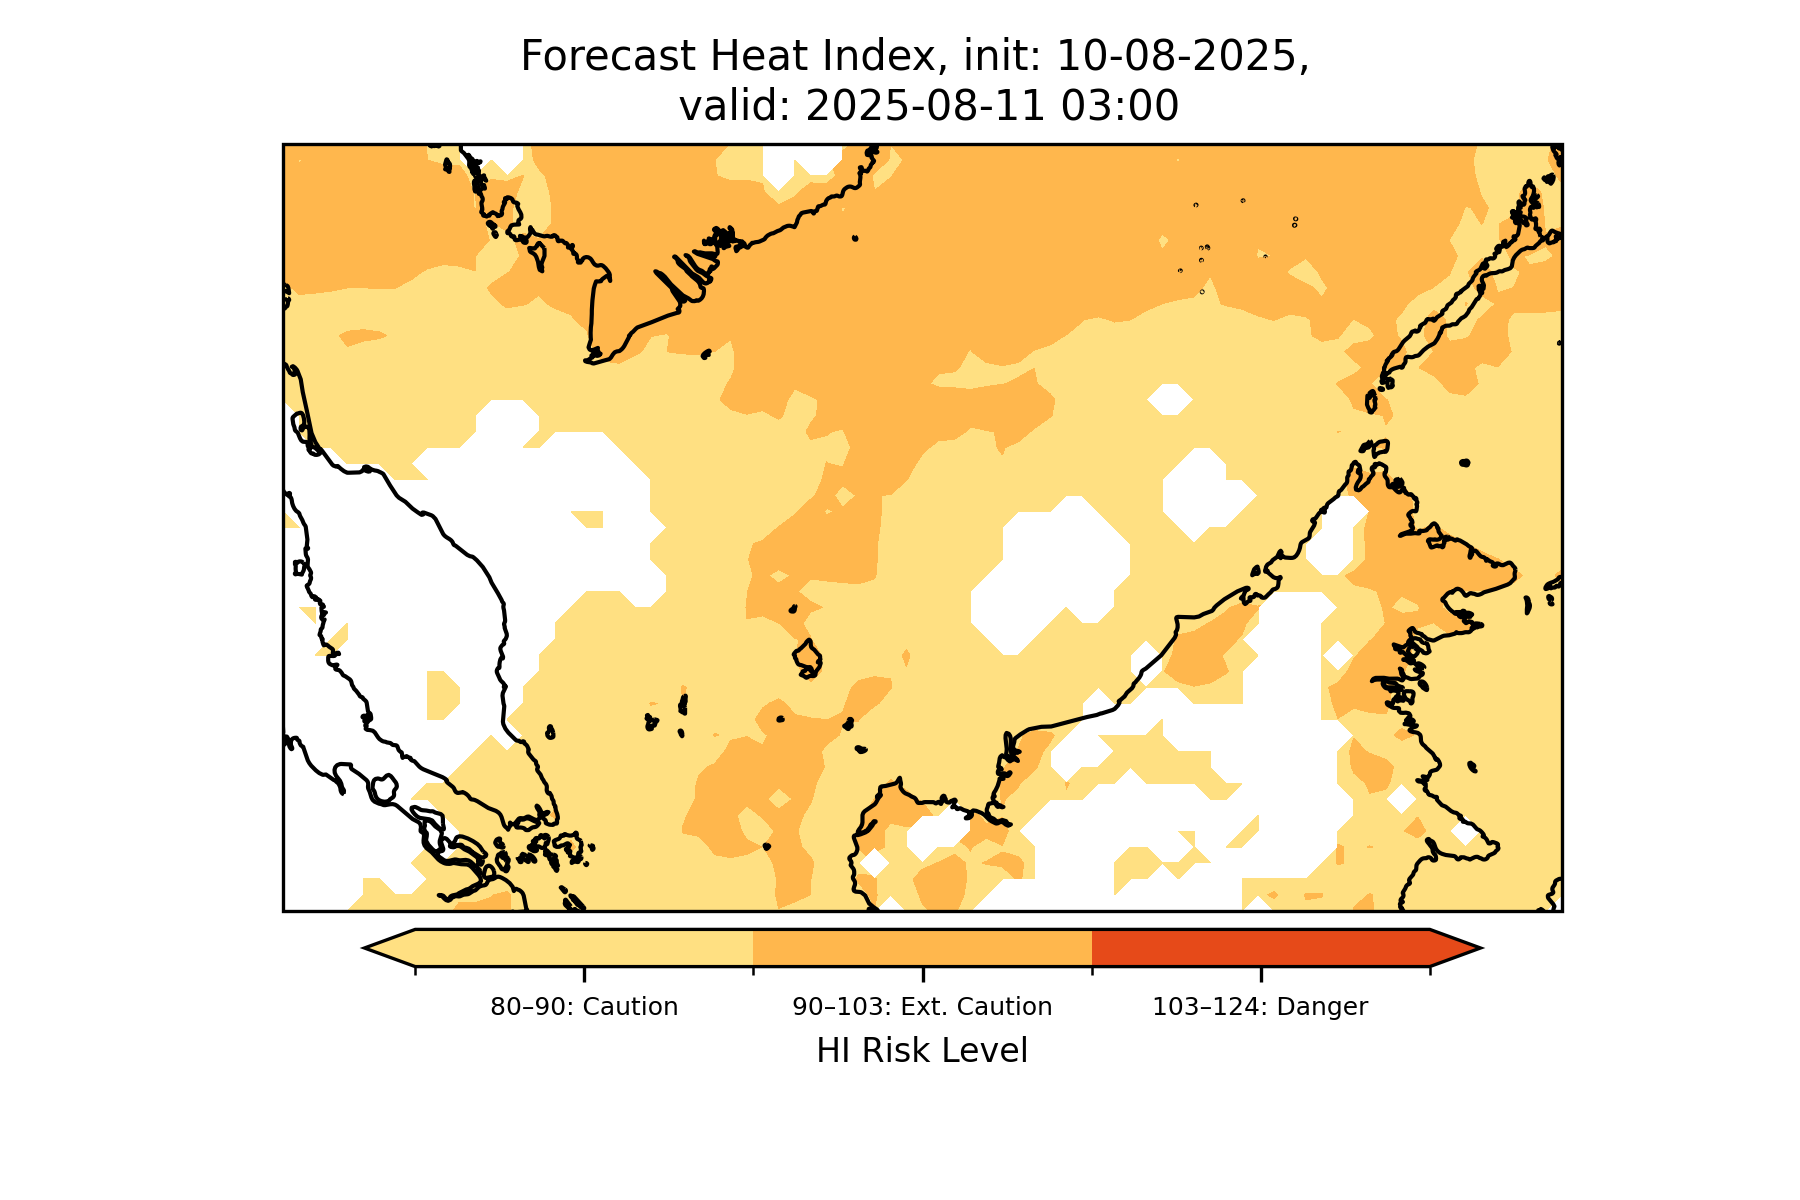 Forecast Heat Index, init: 10-08-2025,
valid: 2025-08-11 03:00
80–90: Caution
90–103: Ext. Caution
103–124: Danger
HI Risk Level